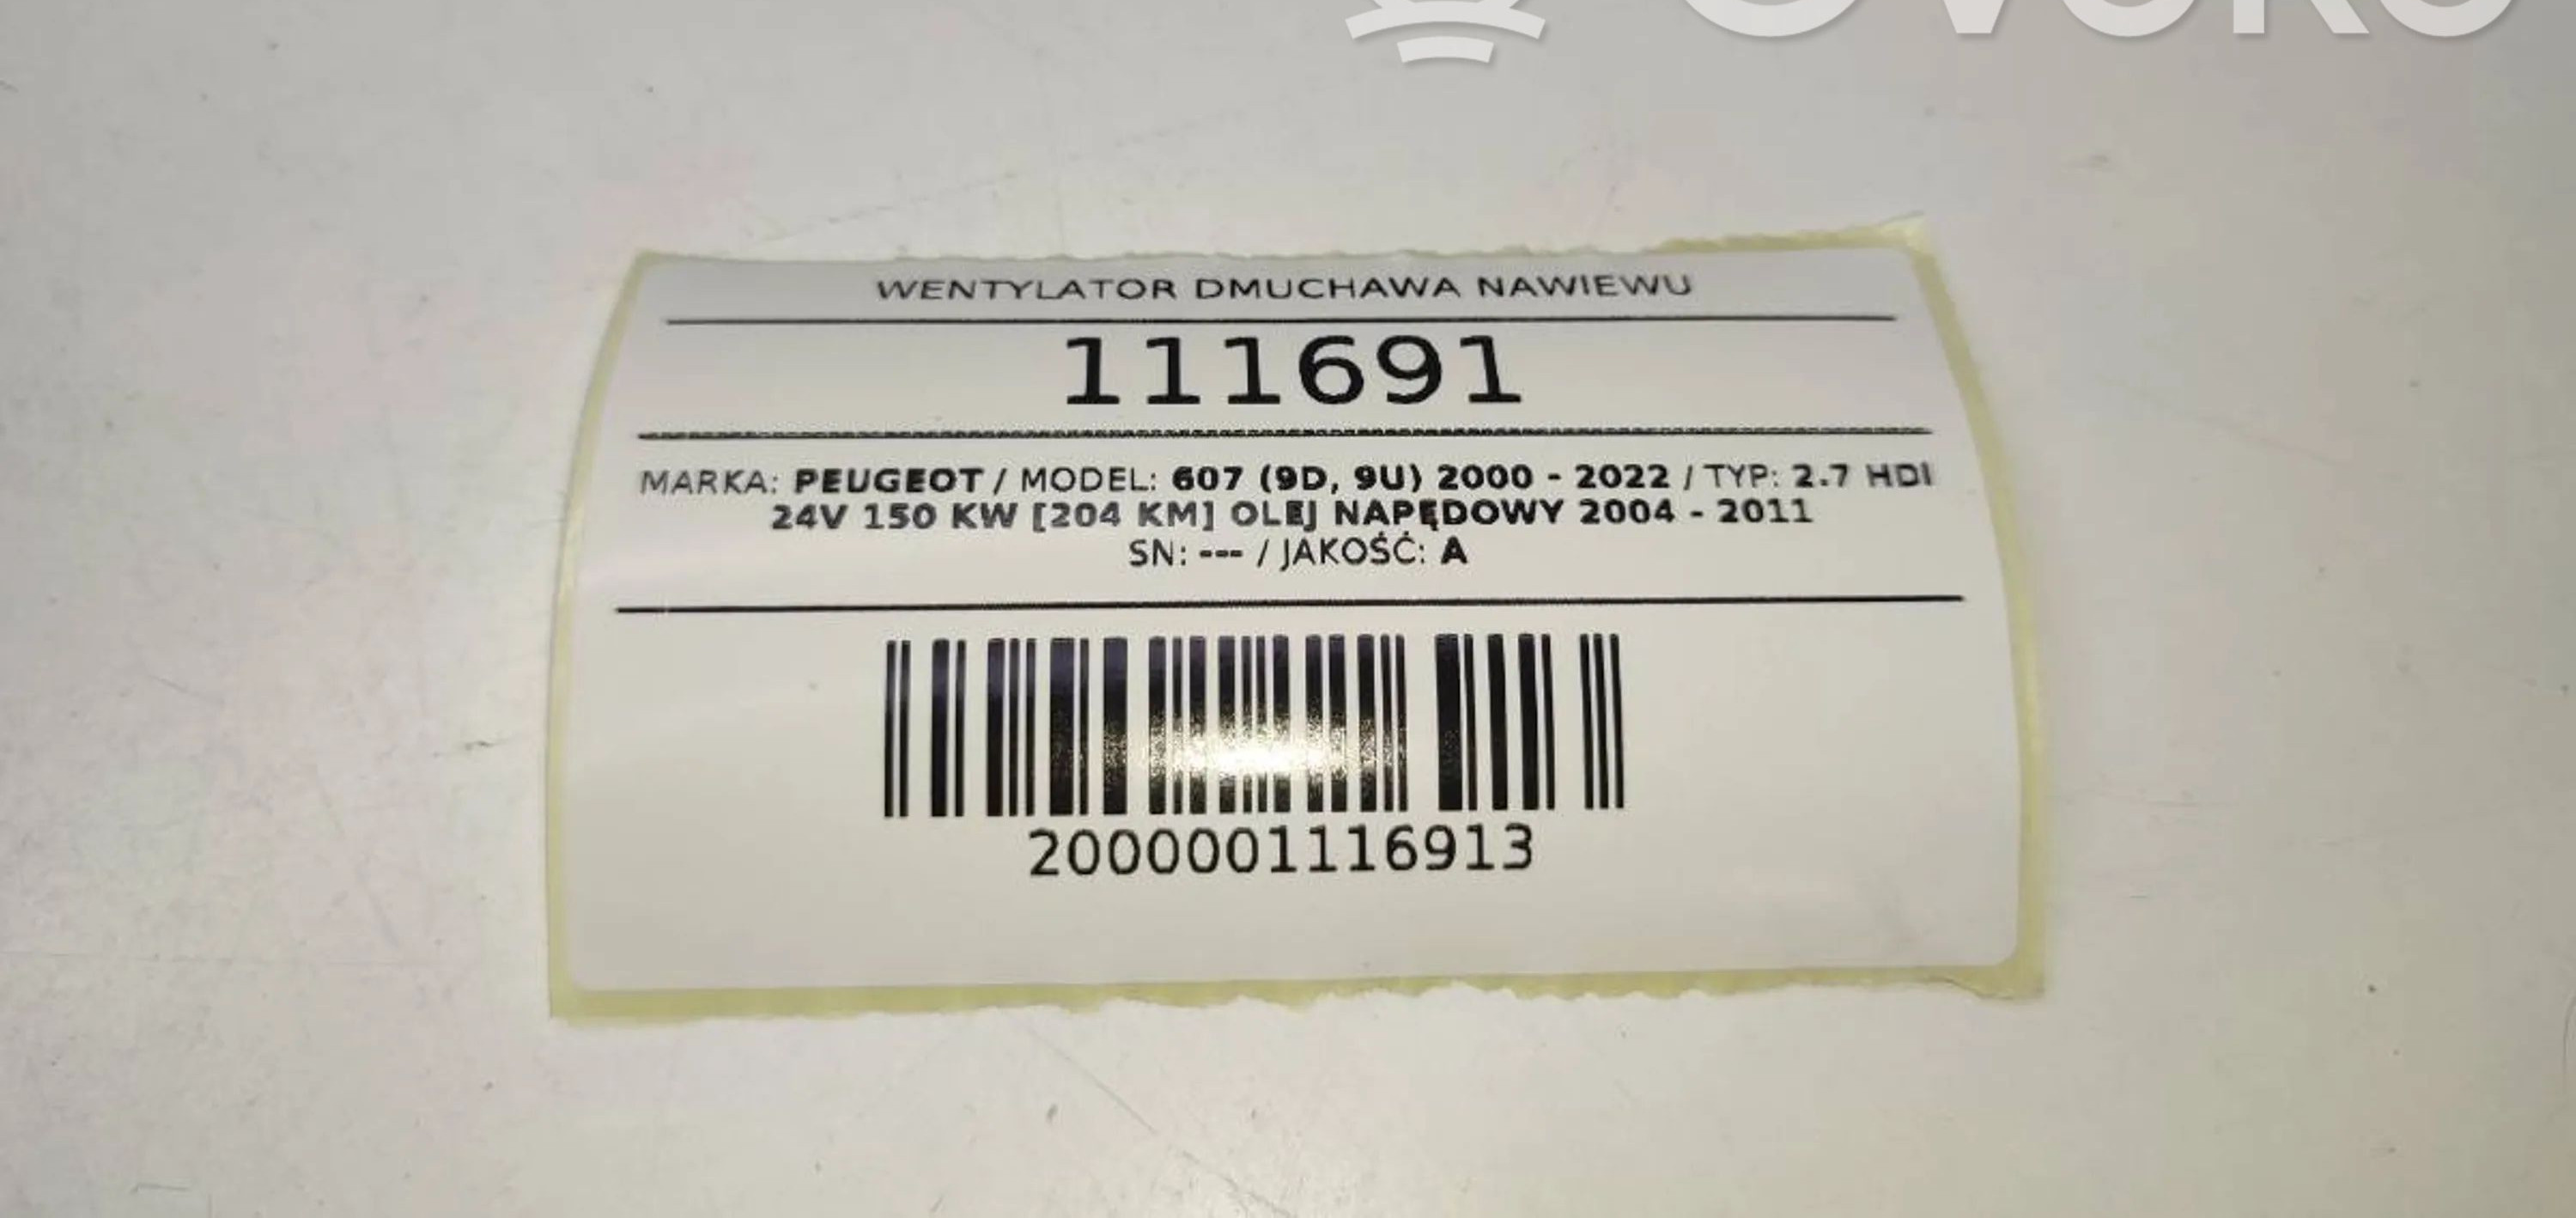 WENTYLATOR DMUCHAWA NAWIEWU
111691
MARKA: PEUGEOT / MODEL: 607 (9D, 9U) 2000 - 2022 / TYP: 2.7 HDI
24V 150 KW [204 KM] OLEJ NAPĘDOWY 2004 - 2011
SN: --- / JAKOŚĆ: A
2000001116913